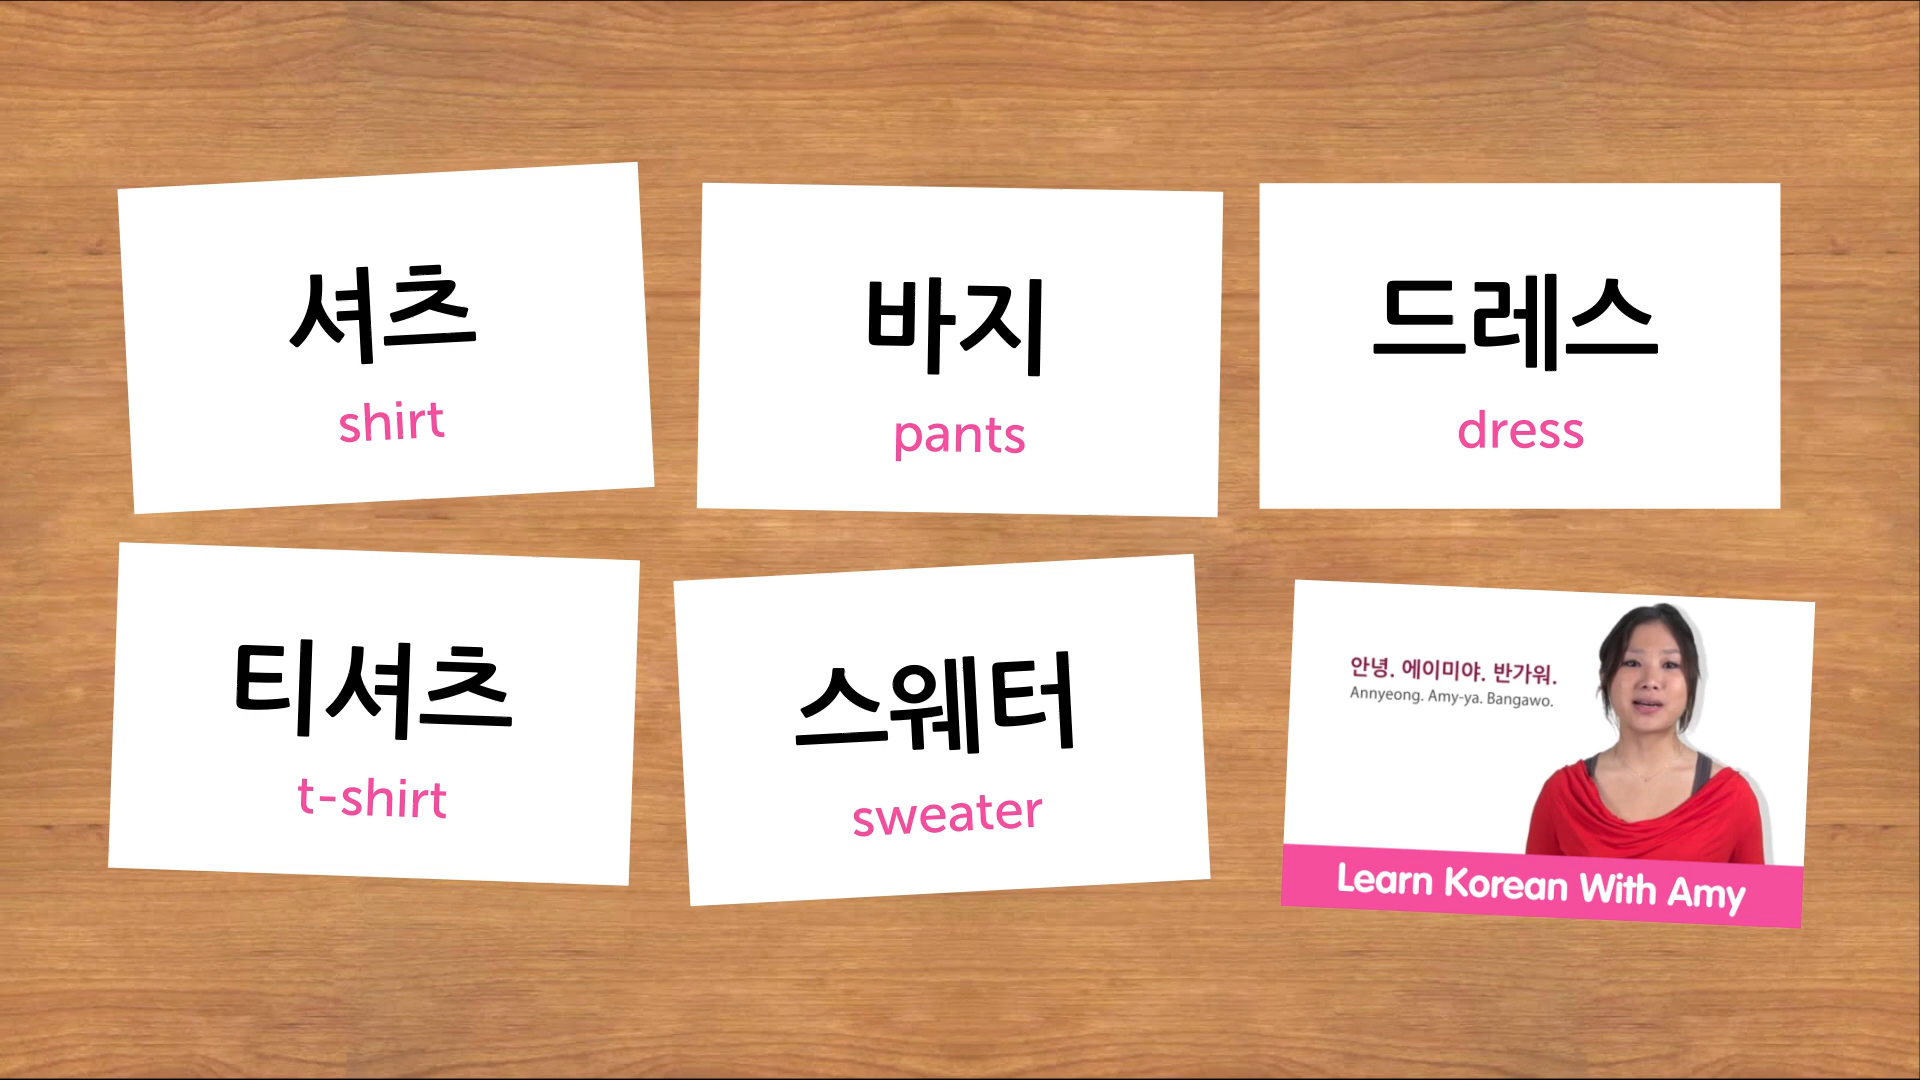 셔츠
shirt
바지
pants
드레스
dress
티셔츠
t-shirt
스웨터
sweater
안녕. 에이미야. 반가워.
Annyeong. Amy-ya. Bangawo.
Learn Korean With Amy